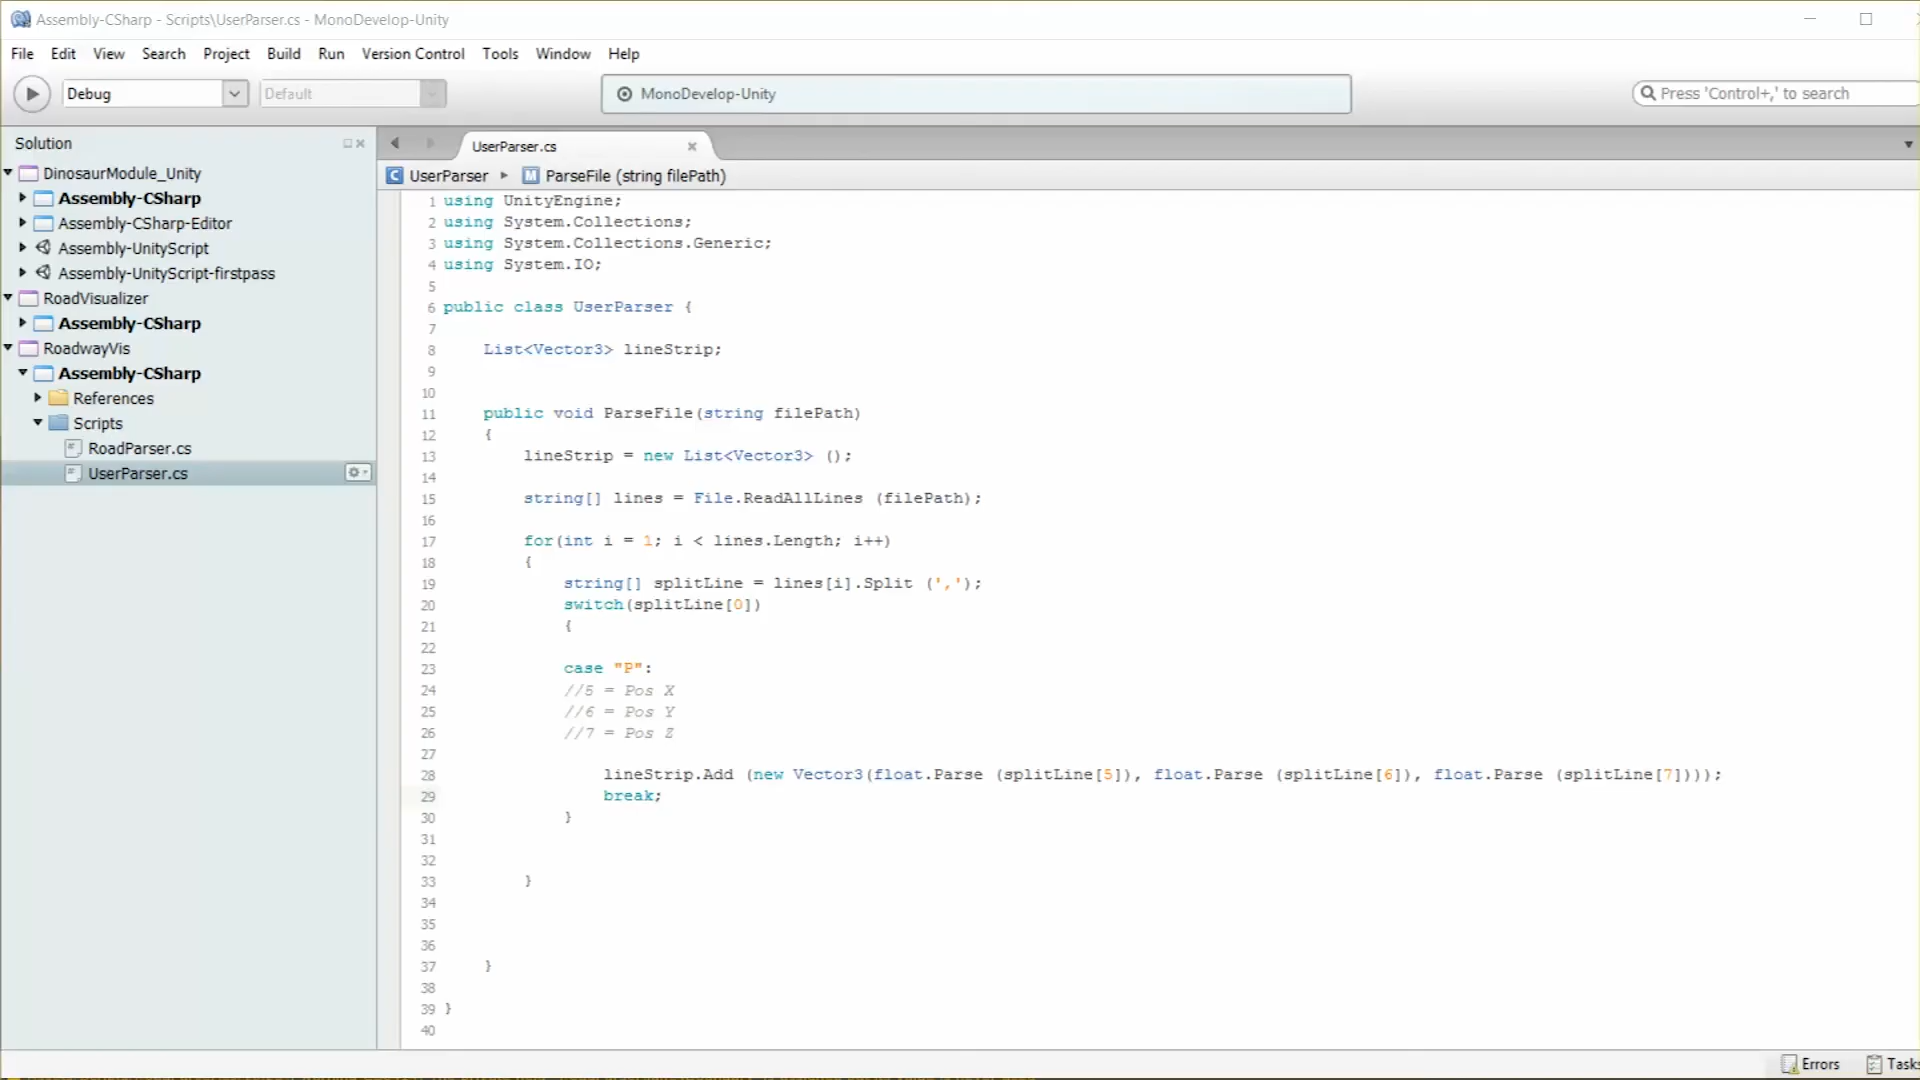 Assembly-CSharp - Scripts\UserParser.cs - MonoDevelop-Unity
File Edit View Search Project Build Run Version Control Tools Window Help
Debug Default MonoDevelop-Unity Press 'Control+,' to search
Solution
DinosaurModule_Unity
Assembly-CSharp
Assembly-CSharp-Editor
Assembly-UnityScript
Assembly-UnityScript-firstpass
RoadVisualizer
Assembly-CSharp
RoadwayVis
Assembly-CSharp
References
Scripts
RoadParser.cs
UserParser.cs
UserParser.cs
C UserParser M ParseFile (string filePath)
1 using UnityEngine;
2 using System.Collections;
3 using System.Collections.Generic;
4 using System.IO;
5
6 public class UserParser {
7
8 List<Vector3> lineStrip;
9
10
11 public void ParseFile(string filePath)
12 {
13 lineStrip = new List<Vector3> ();
14
15 string[] lines = File.ReadAllLines (filePath);
16
17 for(int i = 1; i < lines.Length; i++)
18 {
19 string[] splitLine = lines[i].Split (',');
20 switch(splitLine[0])
21 {
22
23 case "P":
24 //5 = Pos X
25 //6 = Pos Y
26 //7 = Pos Z
27
28 lineStrip.Add (new Vector3(float.Parse (splitLine[5]), float.Parse (splitLine[6]), float.Parse (splitLine[7])));
29 break;
30 }
31
32
33 }
34
35
36
37 }
38
39 }
40
Errors Tasks